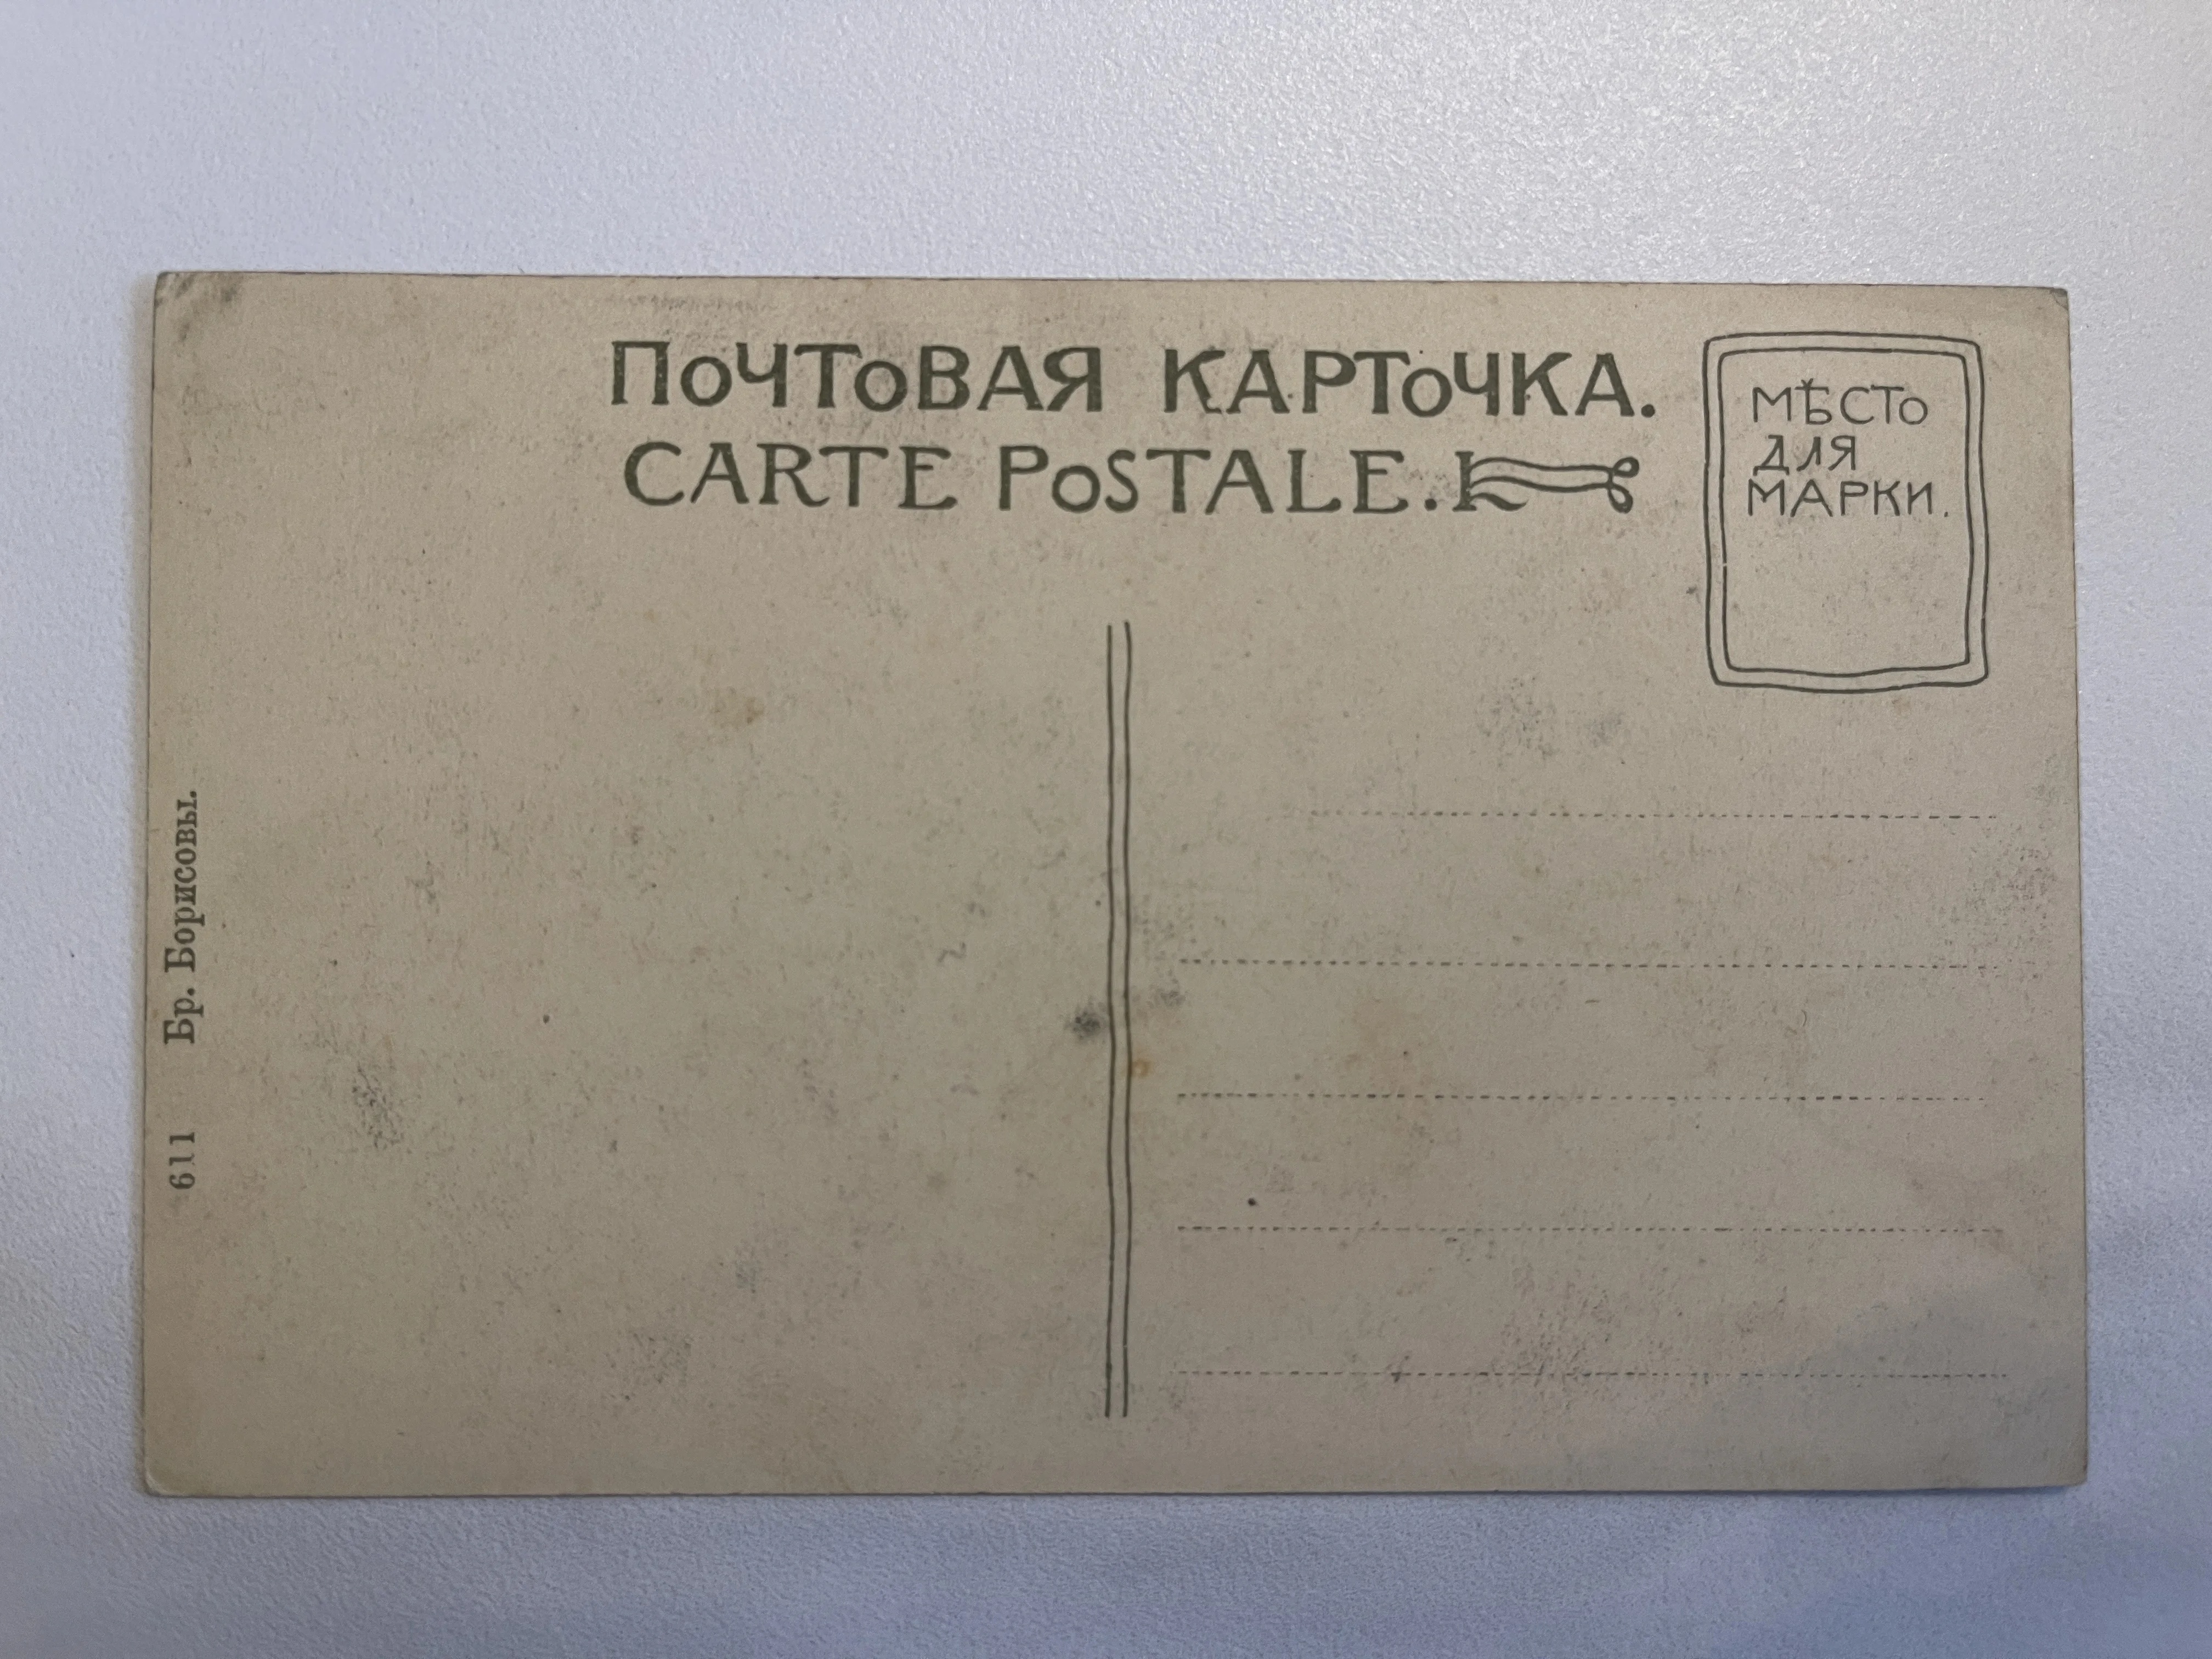 ПОЧТОВАЯ КАРТОЧКА.
CARTE POSTALE.
МѢСТО
ДЛЯ
МАРКИ.
611 Бр. Борисовы.